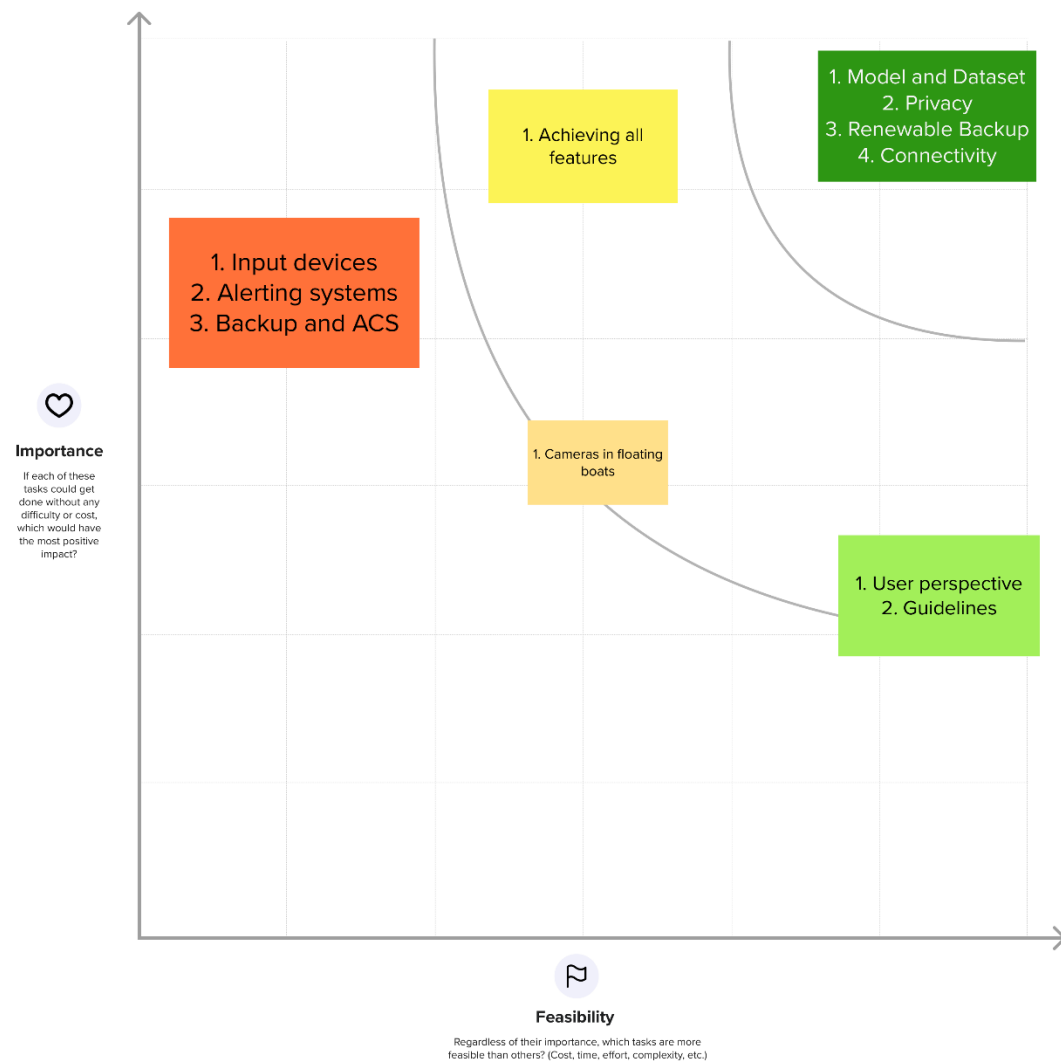 1. Model and Dataset
2. Privacy
3. Renewable Backup
4. Connectivity
1. Achieving all
features
1. Input devices
2. Alerting systems
3. Backup and ACS
Importance
If each of these
tasks could get
done without any
difficulty or cost,
which would have
the most positive
impact?
1. Cameras in floating
boats
1. User perspective
2. Guidelines
Feasibility
Regardless of their importance, which tasks are more
feasible than others? (Cost, time, effort, complexity, etc.)